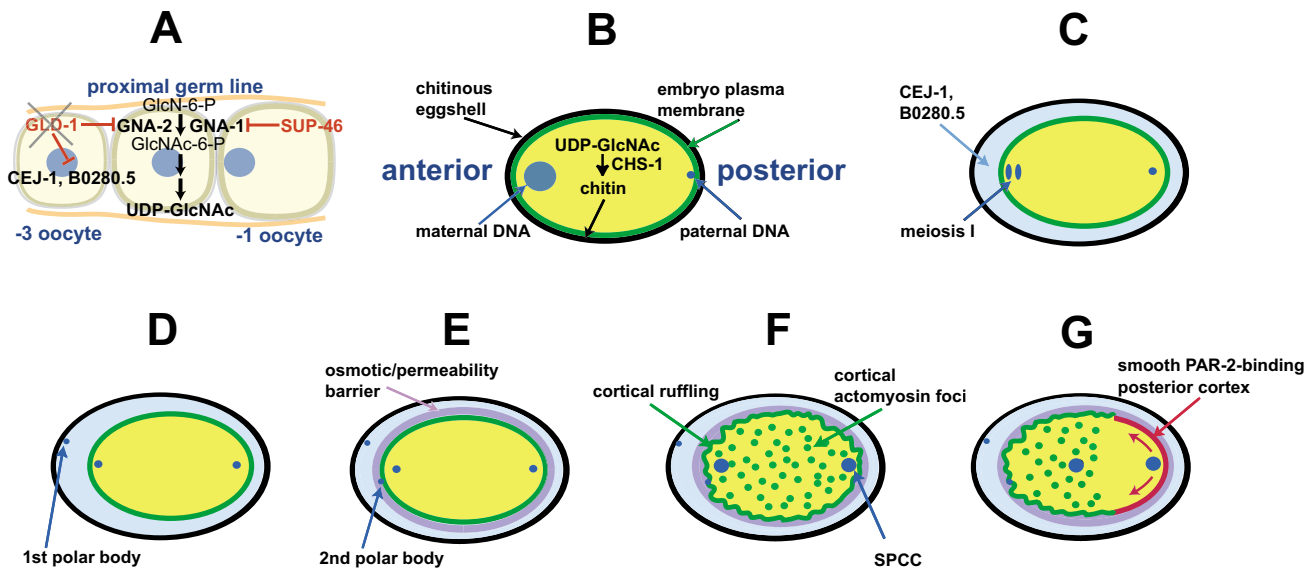 A
proximal germ line
GlcN-6-P
GLD-1 GNA-2 GNA-1 SUP-46
GlcNAc-6-P
CEJ-1, B0280.5
UDP-GlcNAc
-3 oocyte -1 oocyte
B
chitinous
eggshell
embryo plasma
membrane
UDP-GlcNAc
CHS-1
chitin
anterior posterior
maternal DNA paternal DNA
C
CEJ-1,
B0280.5
meiosis I
D
1st polar body
E
osmotic/permeability
barrier
2nd polar body
F
cortical ruffling
cortical
actomyosin foci
SPCC
G
smooth PAR-2-binding
posterior cortex